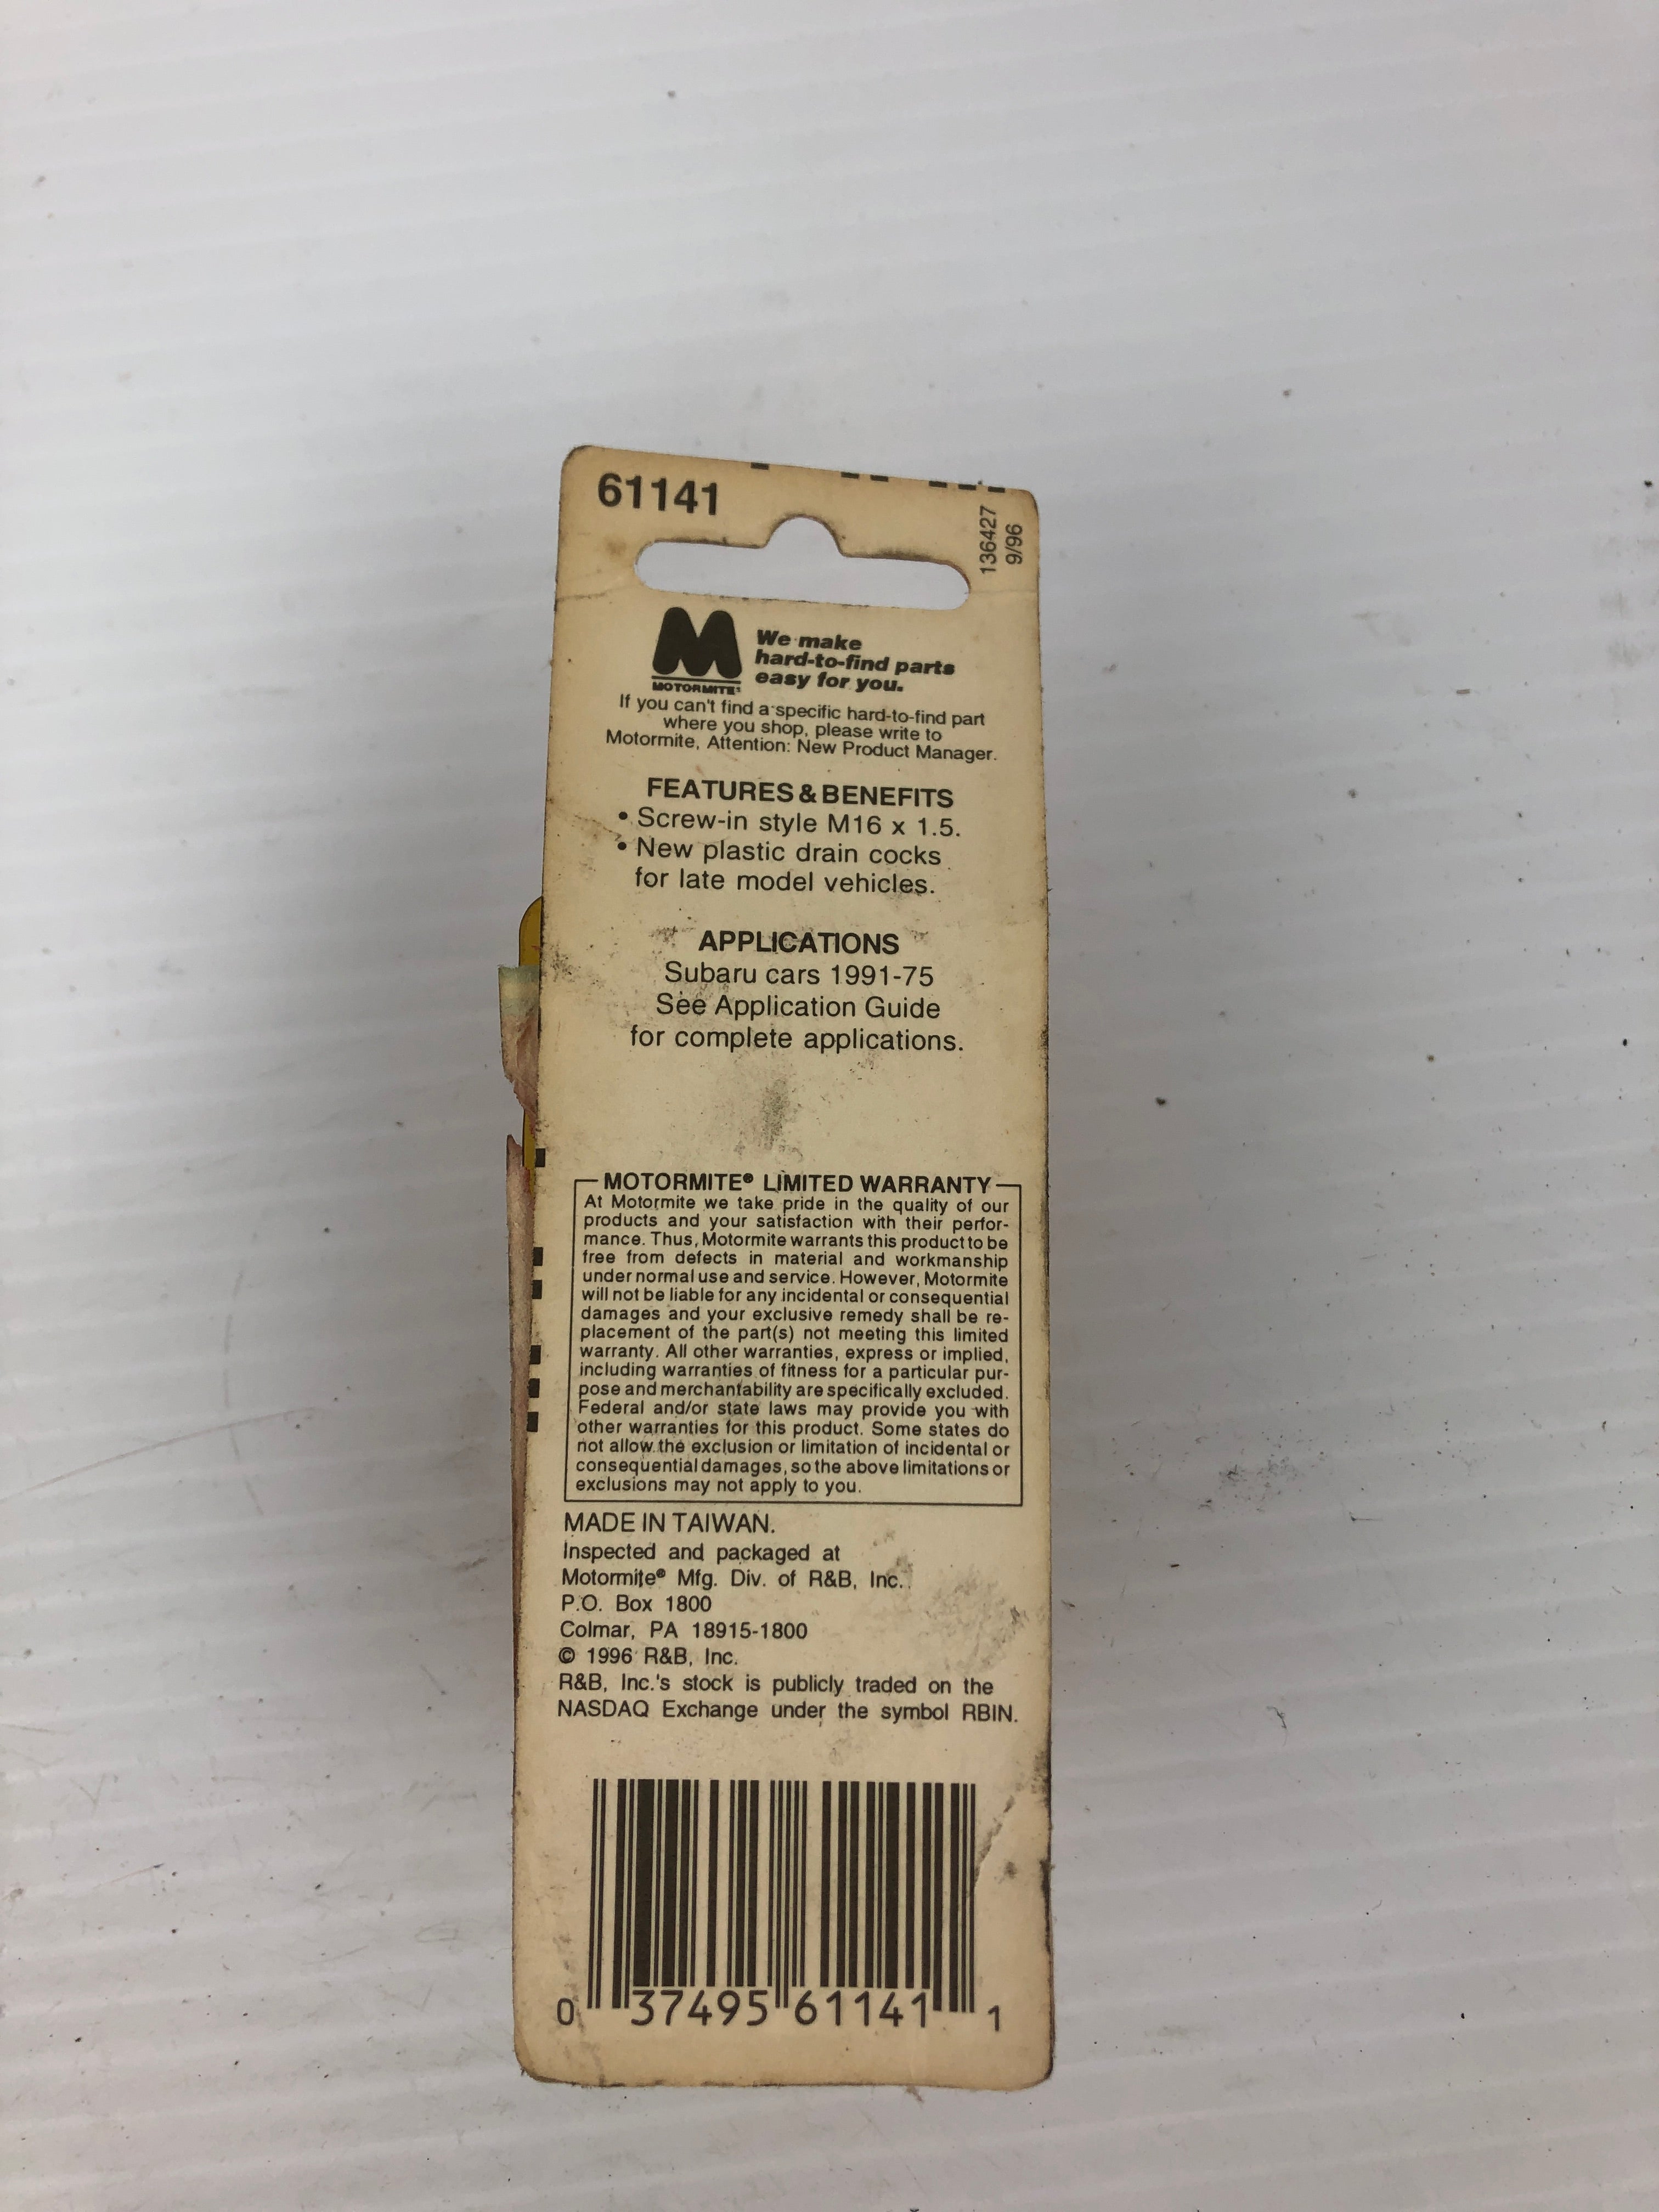 61141
136427
9/96
MOTORMITE®
We make
hard-to-find parts
easy for you.
If you can't find a specific hard-to-find part
where you shop, please write to
Motormite, Attention: New Product Manager.
FEATURES & BENEFITS
• Screw-in style M16 x 1.5.
• New plastic drain cocks
for late model vehicles.
APPLICATIONS
Subaru cars 1991-75
See Application Guide
for complete applications.
MOTORMITE® LIMITED WARRANTY
At Motormite we take pride in the quality of our
products and your satisfaction with their perfor-
mance. Thus, Motormite warrants this product to be
free from defects in material and workmanship
under normal use and service. However, Motormite
will not be liable for any incidental or consequential
damages and your exclusive remedy shall be re-
placement of the part(s) not meeting this limited
warranty. All other warranties, express or implied,
including warranties of fitness for a particular pur-
pose and merchantability are specifically excluded.
Federal and/or state laws may provide you with
other warranties for this product. Some states do
not allow the exclusion or limitation of incidental or
consequential damages, so the above limitations or
exclusions may not apply to you.
MADE IN TAIWAN.
Inspected and packaged at
Motormite® Mfg. Div. of R&B, Inc.
P.O. Box 1800
Colmar, PA 18915-1800
© 1996 R&B, Inc.
R&B, Inc.'s stock is publicly traded on the
NASDAQ Exchange under the symbol RBIN.
0 37495 61141 1